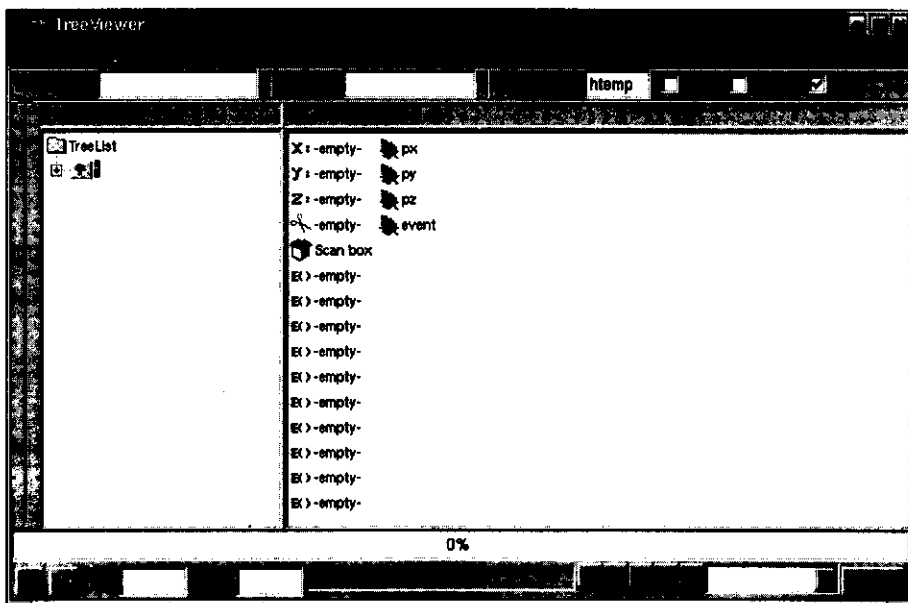 TreeViewer
htemp
TreeList
X: -empty- px
Y: -empty- py
Z: -empty- pz
-empty- event
Scan box
E() -empty-
E() -empty-
E() -empty-
E() -empty-
E() -empty-
E() -empty-
E() -empty-
E() -empty-
E() -empty-
E() -empty-
0%